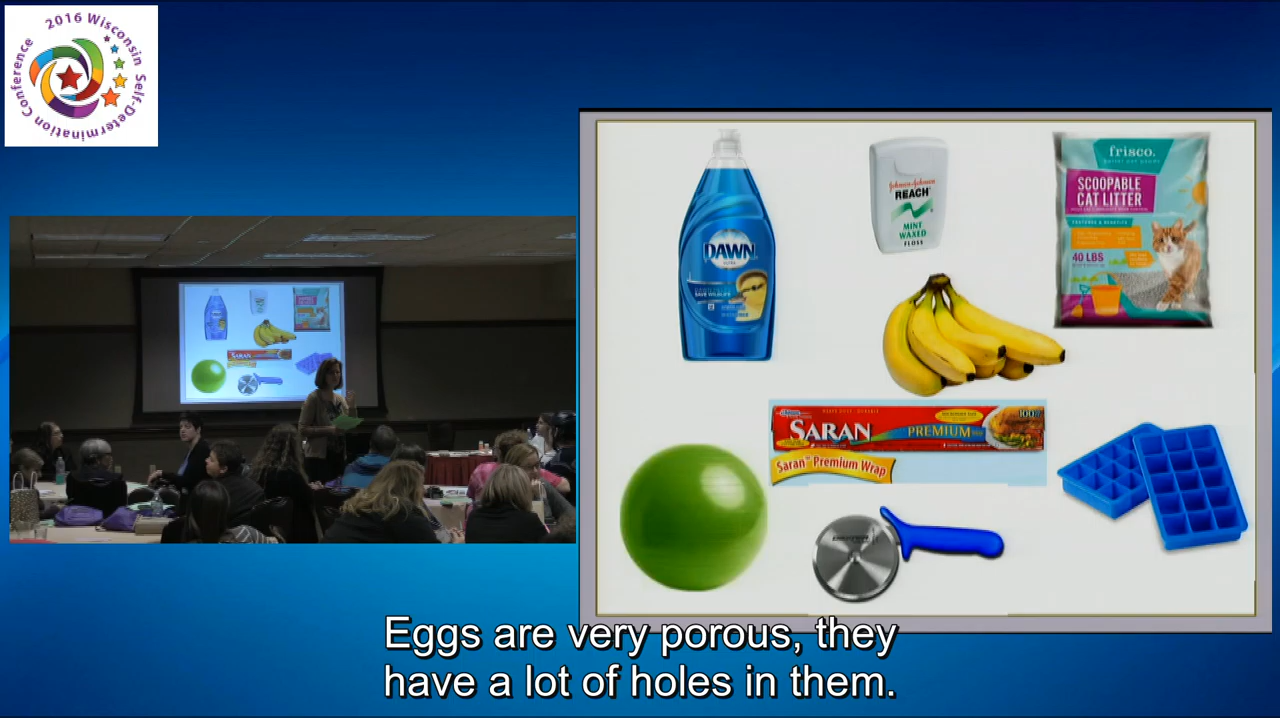 2016 Wisconsin Self-Determination Conference
DAWN
ULTRA
Johnson & Johnson
REACH
MINT
WAXED
FLOSS
frisco.
SCOOPABLE
CAT LITTER
FEATURES & BENEFITS
40 LBS
SARAN
PREMIUM
100
Saran Premium Wrap
Eggs are very porous, they
have a lot of holes in them.